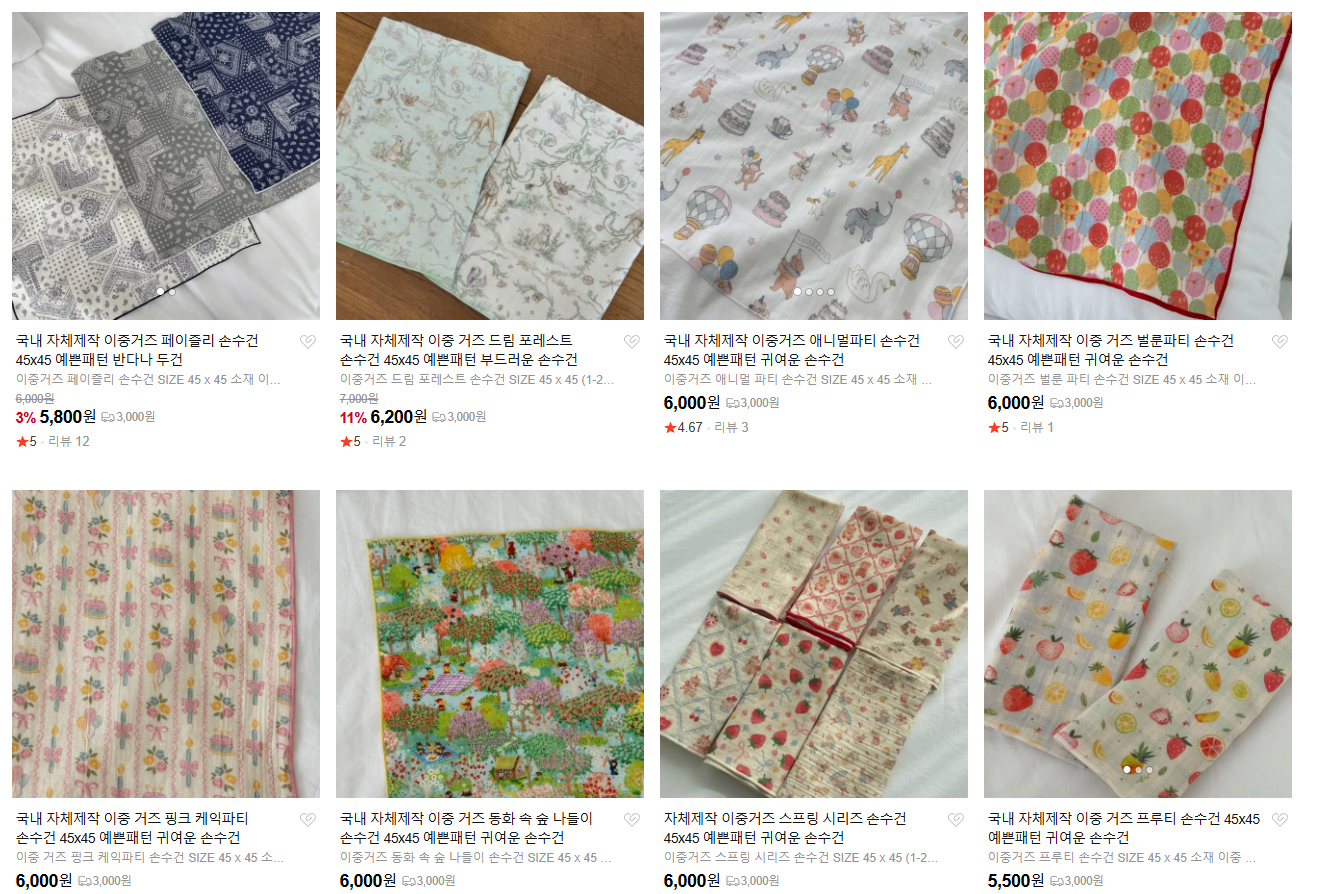 국내 자체제작 이중거즈 페이즐리 손수건
45x45 예쁜패턴 반다나 두건
이중거즈 페이즐리 손수건 SIZE 45 x 45 소재 이...
6,000원
3% 5,800원 3,000원
★5 · 리뷰 12
국내 자체제작 이중 거즈 드림 포레스트
손수건 45x45 예쁜패턴 부드러운 손수건
이중거즈 드림 포레스트 손수건 SIZE 45 x 45 (1-2...
7,000원
11% 6,200원 3,000원
★5 · 리뷰 2
국내 자체제작 이중거즈 애니멀파티 손수건
45x45 예쁜패턴 귀여운 손수건
이중거즈 애니멀 파티 손수건 SIZE 45 x 45 소재 ...
6,000원 3,000원
★4.67 · 리뷰 3
국내 자체제작 이중 거즈 벌룬파티 손수건
45x45 예쁜패턴 귀여운 손수건
이중거즈 벌룬 파티 손수건 SIZE 45 x 45 소재 이...
6,000원 3,000원
★5 · 리뷰 1
국내 자체제작 이중 거즈 핑크 케익파티
손수건 45x45 예쁜패턴 귀여운 손수건
이중 거즈 핑크 케익파티 손수건 SIZE 45 x 45 소...
6,000원 3,000원
국내 자체제작 이중 거즈 동화 속 숲 나들이
손수건 45x45 예쁜패턴 귀여운 손수건
이중거즈 동화 속 숲 나들이 손수건 SIZE 45 x 45 ...
6,000원 3,000원
자체제작 이중거즈 스프링 시리즈 손수건
45x45 예쁜패턴 귀여운 손수건
이중거즈 스프링 시리즈 손수건 SIZE 45 x 45 (1-2...
6,000원 3,000원
국내 자체제작 이중 거즈 프루티 손수건 45x45
예쁜패턴 귀여운 손수건
이중거즈 프루티 손수건 SIZE 45 x 45 소재 이중 ...
5,500원 3,000원